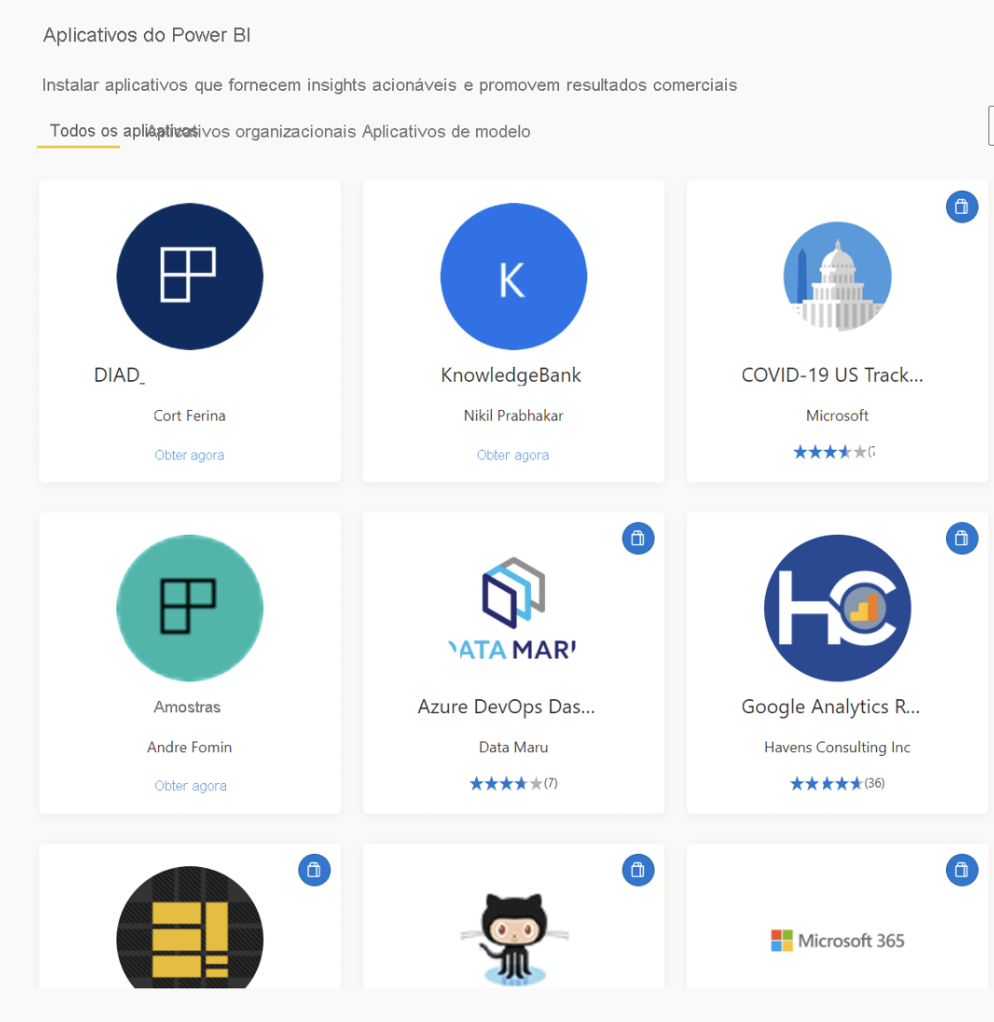 Aplicativos do Power BI
Instalar aplicativos que fornecem insights acionáveis e promovem resultados comerciais
Todos os aplicativos Aplicativos organizacionais Aplicativos de modelo
K
DIAD_
KnowledgeBank
COVID-19 US Track...
Cort Ferina
Nikil Prabhakar
Microsoft
Obter agora
Obter agora
DATA MARU
HC
Amostras
Azure DevOps Das...
Google Analytics R...
Andre Fomin
Data Maru
Havens Consulting Inc
Obter agora
(7)
(36)
Microsoft 365